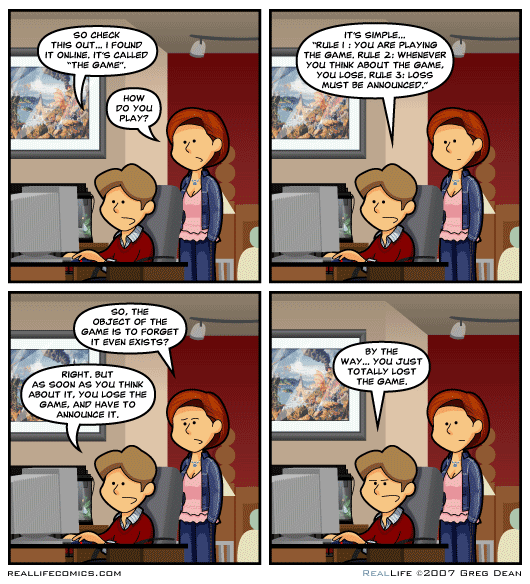 SO CHECK
THIS OUT... I FOUND
IT ONLINE, IT'S CALLED
"THE GAME".
HOW
DO YOU
PLAY?
IT'S SIMPLE...
"RULE 1 : YOU ARE PLAYING
THE GAME. RULE 2: WHENEVER
YOU THINK ABOUT THE GAME,
YOU LOSE. RULE 3: LOSS
MUST BE ANNOUNCED."
SO, THE
OBJECT OF THE
GAME IS TO FORGET
IT EVEN EXISTS?
RIGHT. BUT
AS SOON AS YOU THINK
ABOUT IT, YOU LOSE THE
GAME, AND HAVE TO
ANNOUNCE IT.
BY THE
WAY... YOU JUST
TOTALLY LOST
THE GAME.
REALLIFECOMICS.COM
REALLIFE ©2007 GREG DEAN